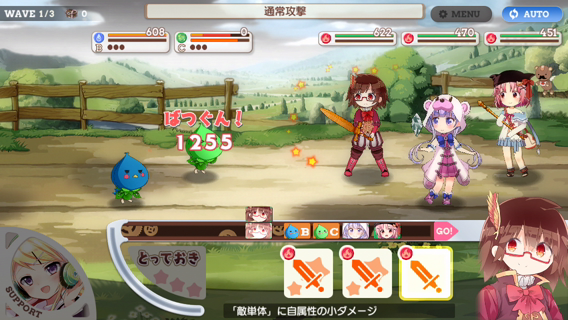 WAVE 1/3
0
通常攻撃
MENU
AUTO
608
B
0
C
622
470
451
ばつぐん!
1255
B
C
GO!
とっておき
SUPPORT
「敵単体」に自属性の小ダメージ